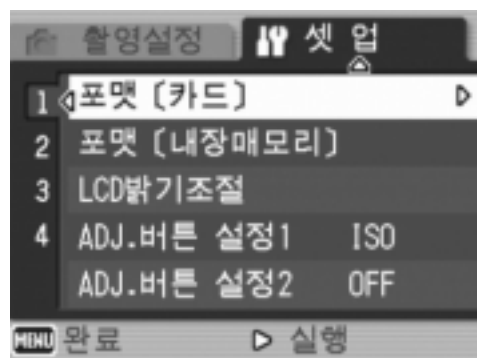 촬영설정 셋업
1 포맷 [카드]
2 포맷 [내장메모리]
3 LCD밝기조절
4 ADJ.버튼 설정1 ISO
ADJ.버튼 설정2 OFF
MENU 완료 실행